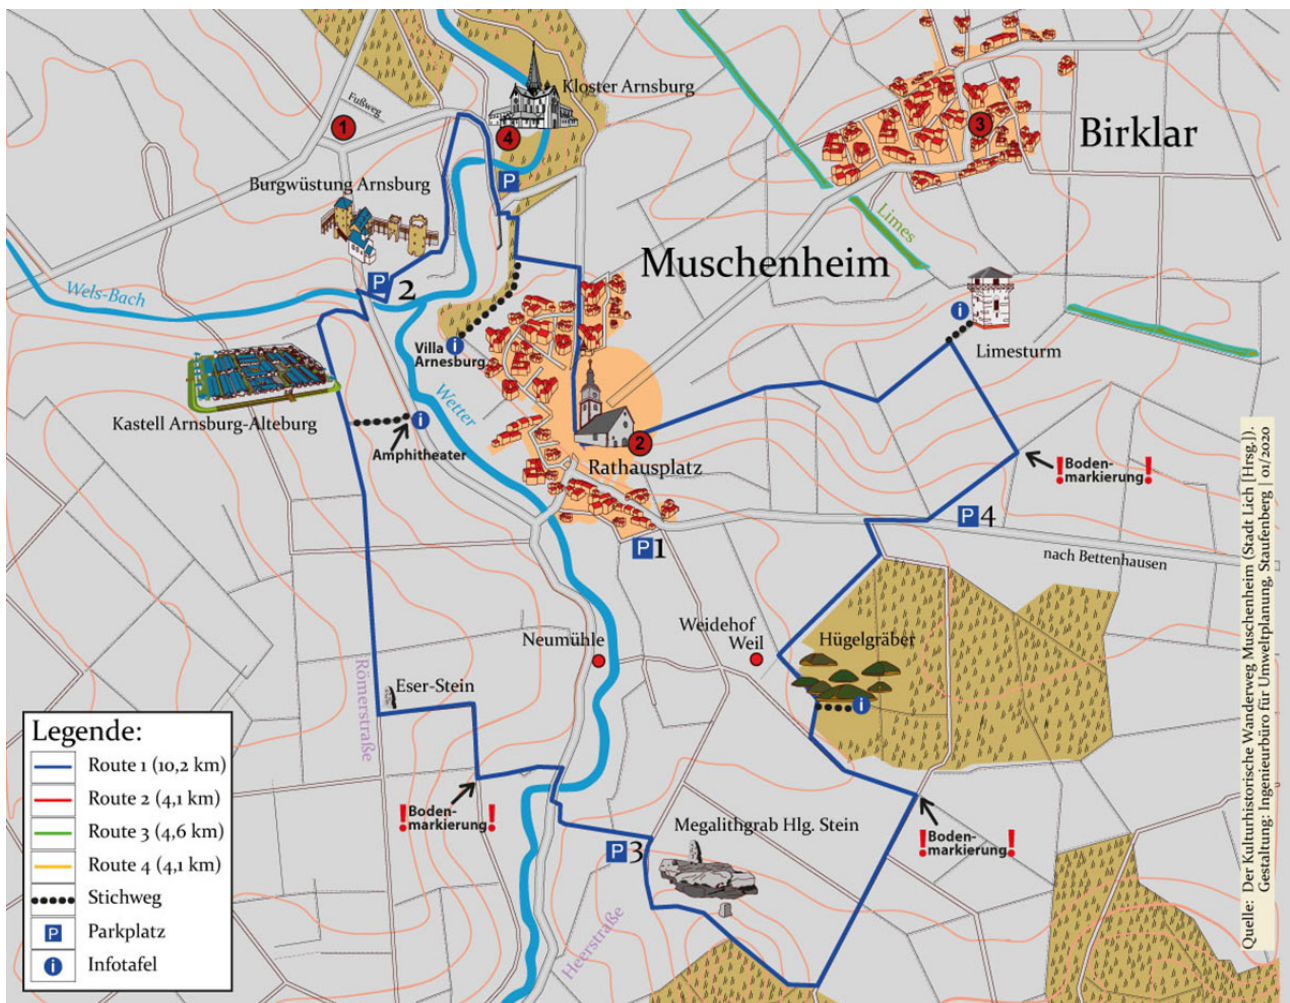 Kloster Arnsburg
Fußweg
1
4
3
Birklar
Burgwüstung Arnsburg
P
Limes
Muschenheim
P
2
Wels-Bach
i
i
Villa
Arnesburg
Limesturm
Wetter
Kastell Arnsburg-Alteburg
i
Amphitheater
2
Rathausplatz
! Boden-
markierung !
P 4
P 1
nach Bettenhausen
Neumühle
Weidehof
Weil
Hügelgräber
i
Eser-Stein
Römerstraße
! Boden-
markierung !
Megalithgrab Hlg. Stein
P 3
! Boden-
markierung !
Heerstraße
Legende:
Route 1 (10,2 km)
Route 2 (4,1 km)
Route 3 (4,6 km)
Route 4 (4,1 km)
Stichweg
P Parkplatz
i Infotafel
Quelle: Der Kulturhistorische Wanderweg Muschenheim (Stadt Lich [Hrsg.]).
Gestaltung: Ingenieurbüro für Umweltplanung, Staufenberg | 01/2020